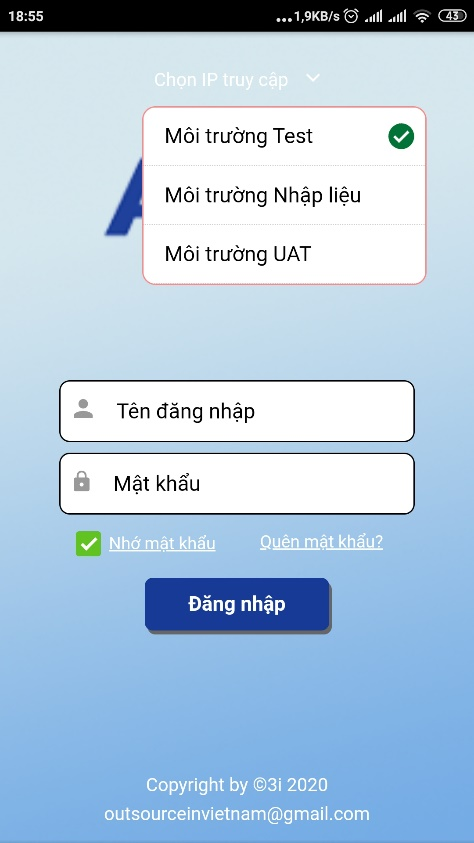 18:55
...1,9KB/s
43
Chọn IP truy cập
Môi trường Test
Môi trường Nhập liệu
Môi trường UAT
Tên đăng nhập
Mật khẩu
Nhớ mật khẩu
Quên mật khẩu?
Đăng nhập
Copyright by ©3i 2020
outsourceinvietnam@gmail.com